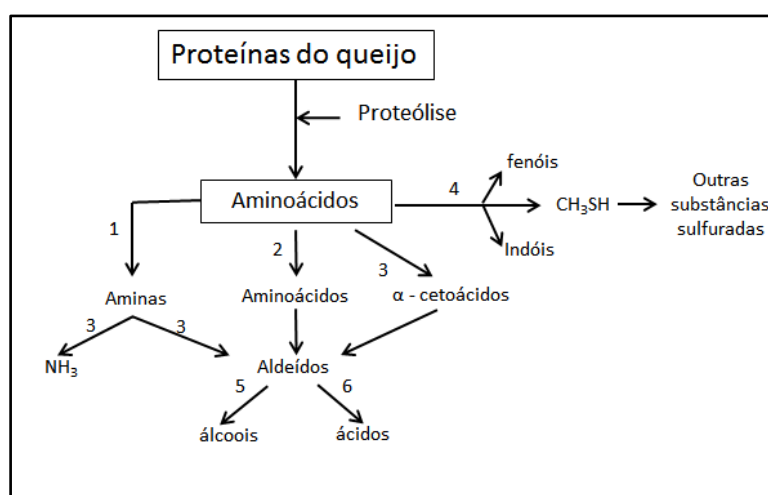 Proteínas do queijo
Proteólise
fenóis
4
Aminoácidos
CH₃SH
Outras
substâncias
sulfuradas
1
2
3
Indóis
Aminas
Aminoácidos
α - cetoácidos
3
3
NH₃
Aldeídos
5
6
álcoois
ácidos